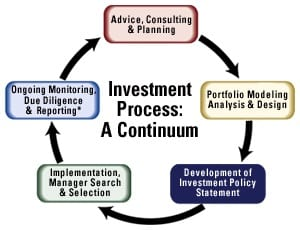 Advice, Consulting
& Planning
Ongoing Monitoring,
Due Diligence
& Reporting*
Investment
Process:
A Continuum
Portfolio Modeling
Analysis & Design
Implementation,
Manager Search
& Selection
Development of
Investment Policy
Statement